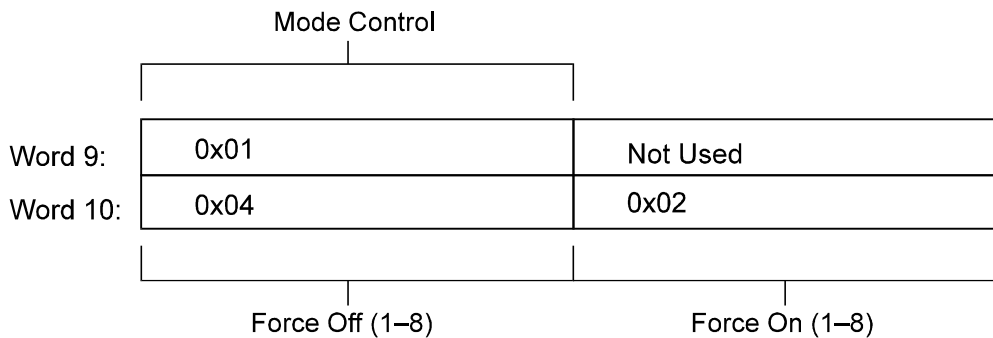 Mode Control
Word 9: 0x01 Not Used
Word 10: 0x04 0x02
Force Off (1–8) Force On (1–8)